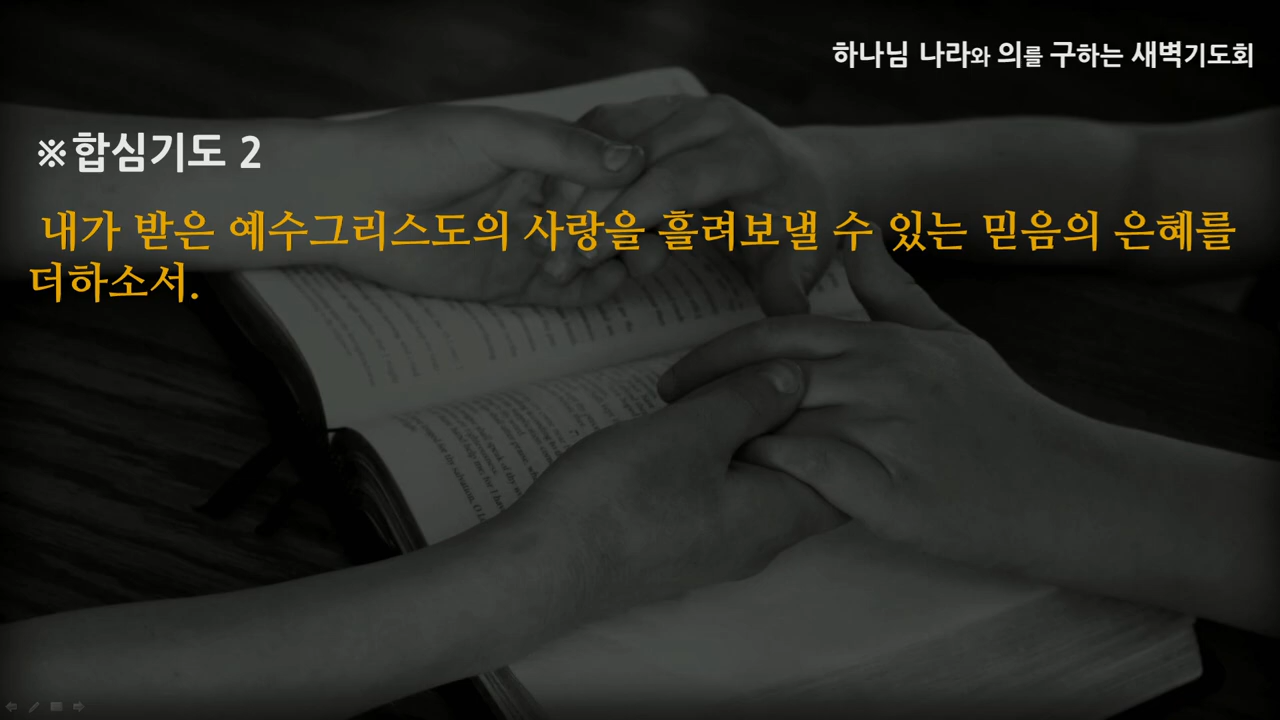 하나님 나라와 의를 구하는 새벽기도회
※합심기도 2
내가 받은 예수그리스도의 사랑을 흘려보낼 수 있는 믿음의 은혜를
더하소서.